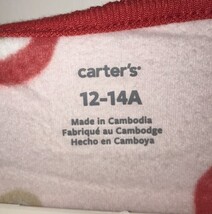 carter's®
12-14A
Made in Cambodia
Fabriqué au Cambodge
Hecho en Camboya